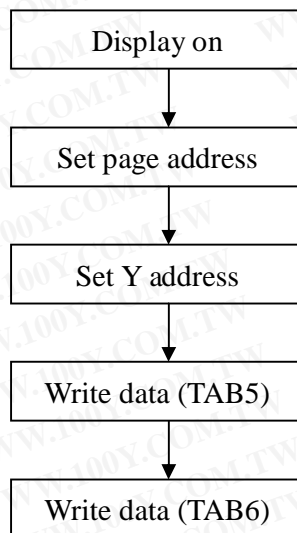 Display on
Set page address
Set Y address
Write data (TAB5)
Write data (TAB6)